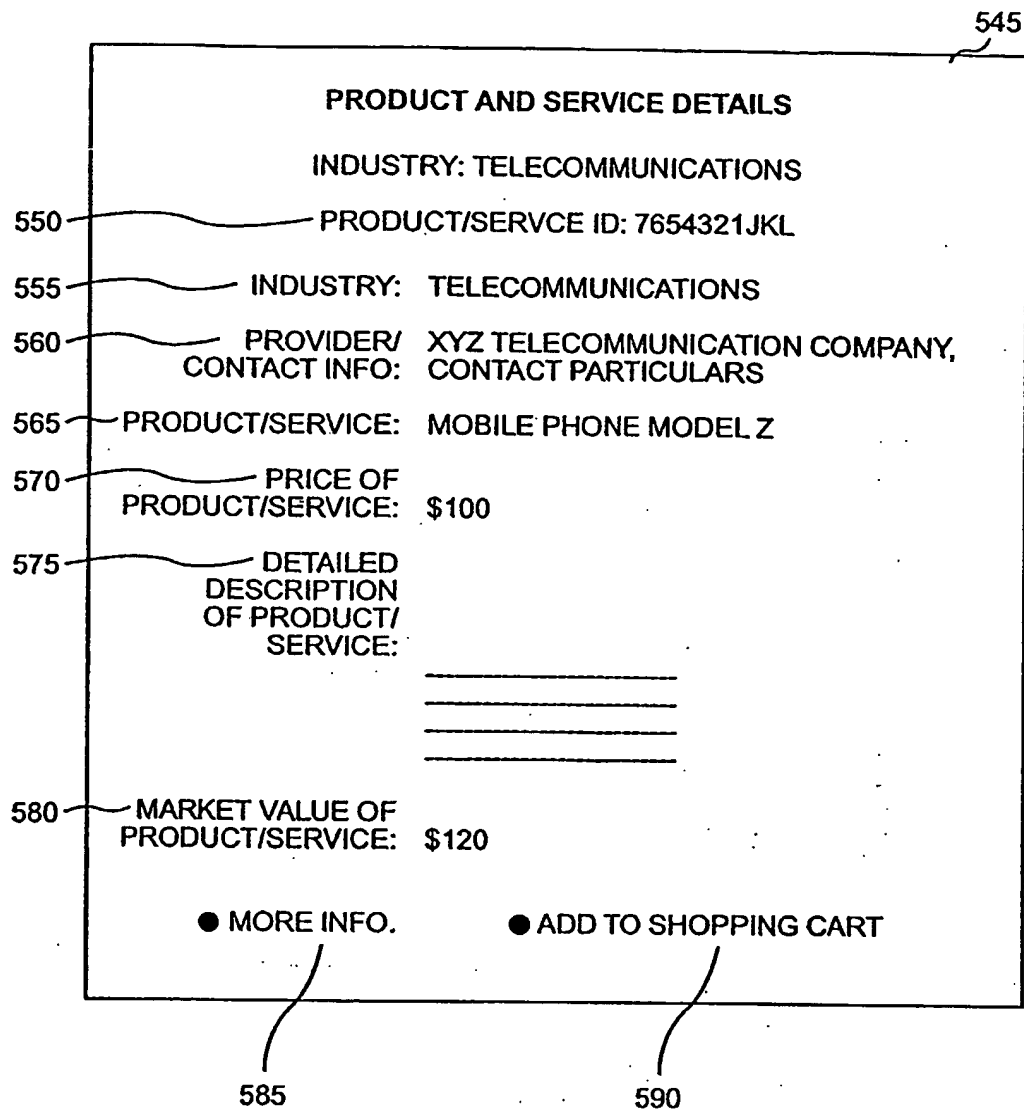 545
PRODUCT AND SERVICE DETAILS
INDUSTRY: TELECOMMUNICATIONS
550 PRODUCT/SERVCE ID: 7654321JKL
555 INDUSTRY: TELECOMMUNICATIONS
560 PROVIDER/ XYZ TELECOMMUNICATION COMPANY,
CONTACT INFO: CONTACT PARTICULARS
565 PRODUCT/SERVICE: MOBILE PHONE MODEL Z
570 PRICE OF
PRODUCT/SERVICE: $100
575 DETAILED
DESCRIPTION
OF PRODUCT/
SERVICE:
580 MARKET VALUE OF
PRODUCT/SERVICE: $120
● MORE INFO. ● ADD TO SHOPPING CART
585 590